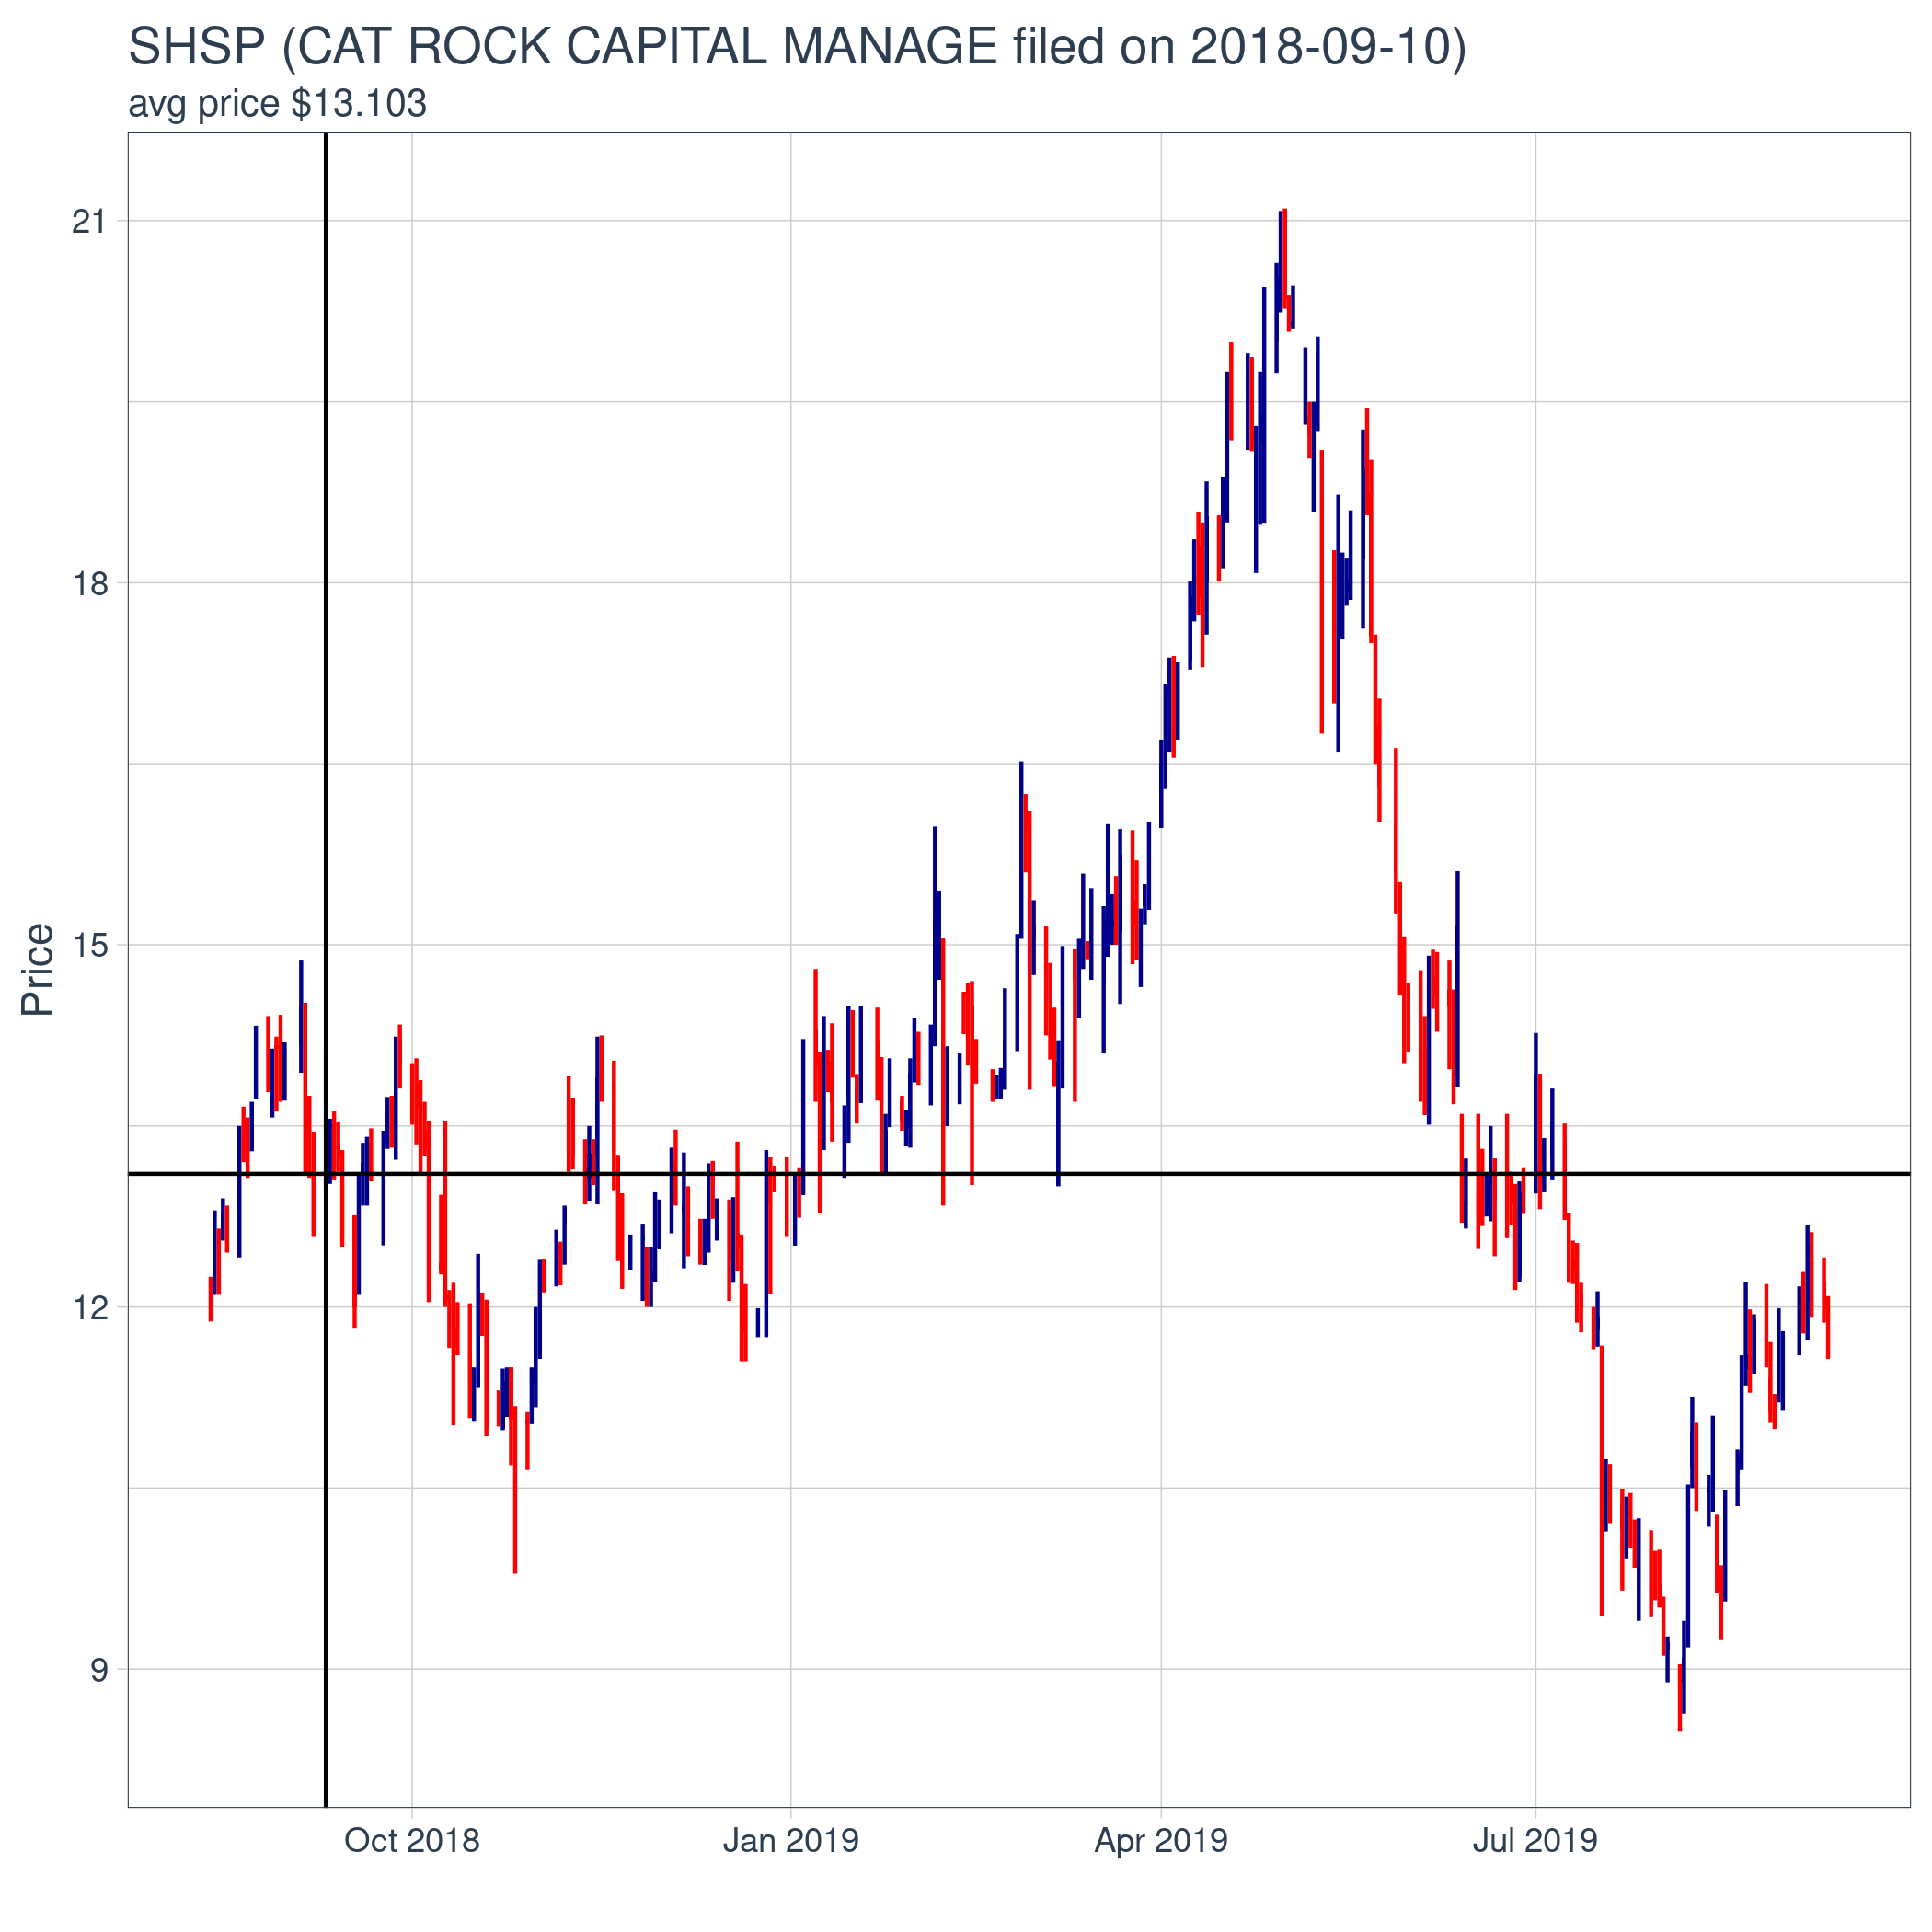 SHSP (CAT ROCK CAPITAL MANAGE filed on 2018-09-10)
avg price $13.103
21
18
15
12
9
Price
Oct 2018
Jan 2019
Apr 2019
Jul 2019